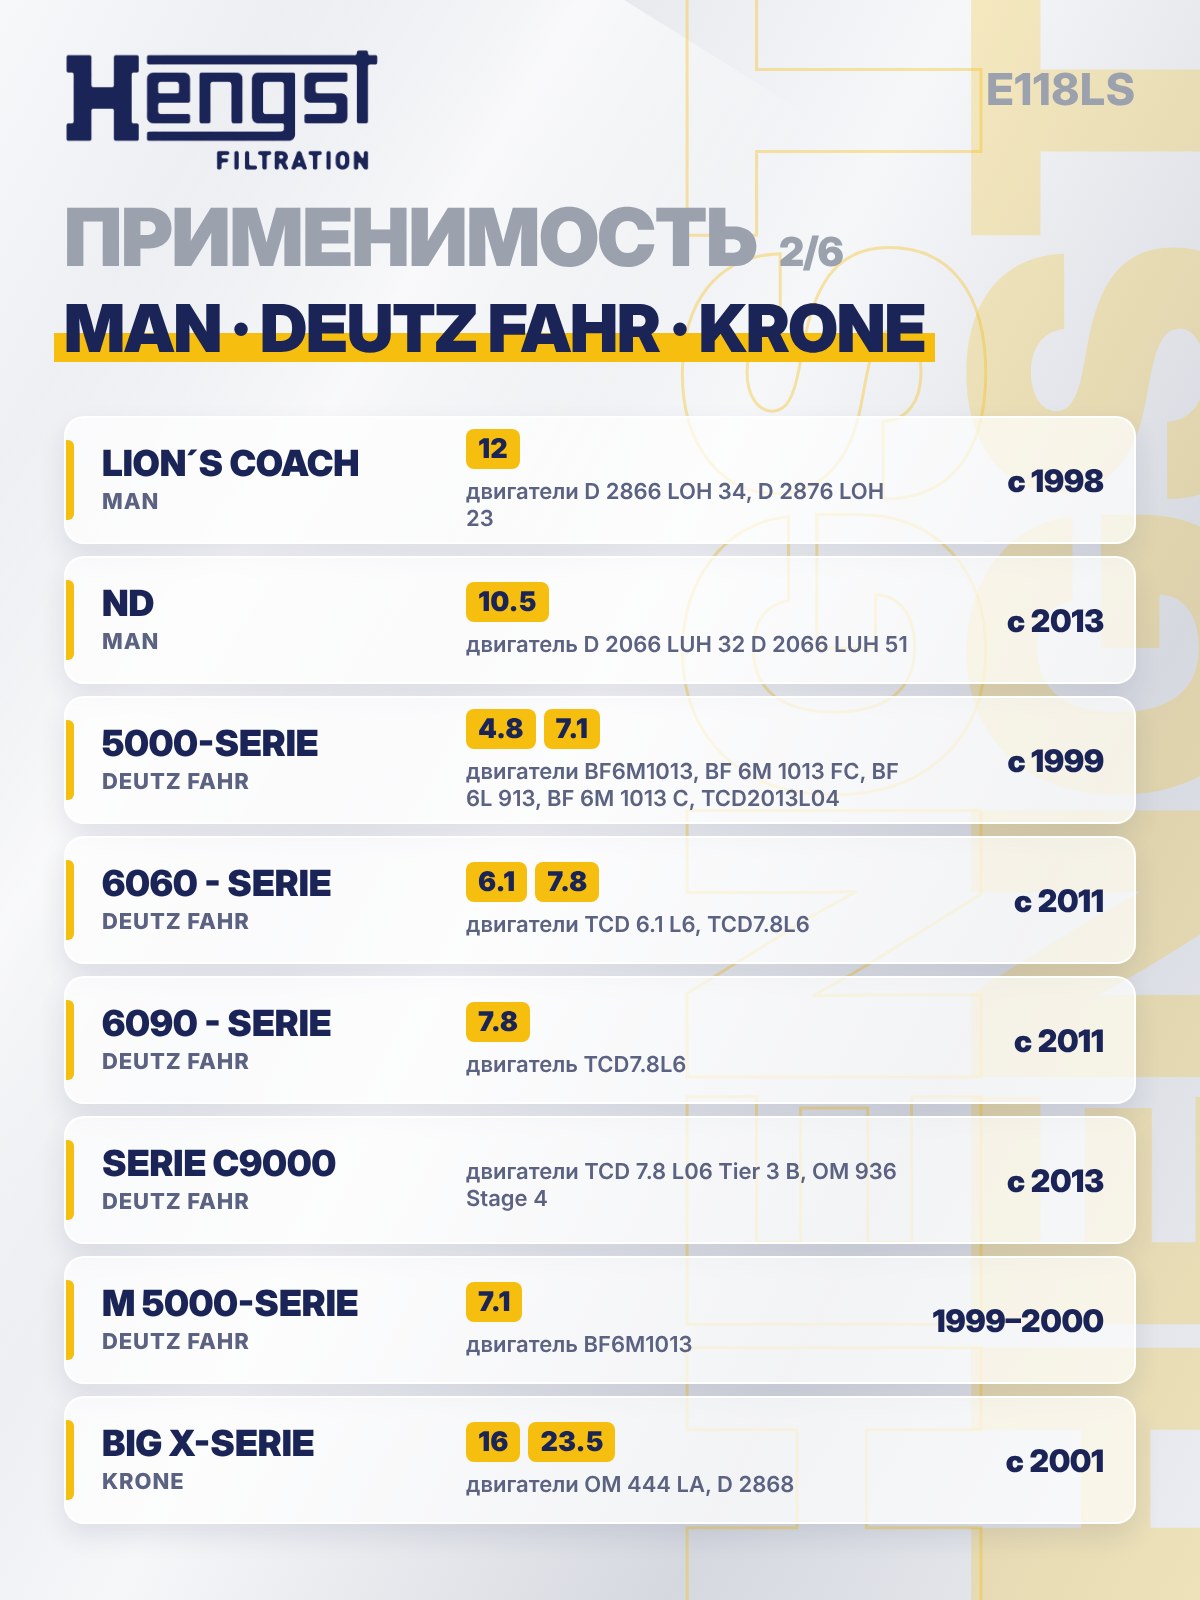 Hengst
FILTRATION
E118LS
ПРИМЕНИМОСТЬ 2/6
MAN · DEUTZ FAHR · KRONE
LION´S COACH
MAN
12
двигатели D 2866 LOH 34, D 2876 LOH
23
с 1998
ND
MAN
10.5
двигатель D 2066 LUH 32 D 2066 LUH 51
с 2013
5000-SERIE
DEUTZ FAHR
4.8 7.1
двигатели BF6M1013, BF 6M 1013 FC, BF
6L 913, BF 6M 1013 C, TCD2013L04
с 1999
6060 - SERIE
DEUTZ FAHR
6.1 7.8
двигатели TCD 6.1 L6, TCD7.8L6
с 2011
6090 - SERIE
DEUTZ FAHR
7.8
двигатель TCD7.8L6
с 2011
SERIE C9000
DEUTZ FAHR
двигатели TCD 7.8 L06 Tier 3 B, OM 936
Stage 4
с 2013
M 5000-SERIE
DEUTZ FAHR
7.1
двигатель BF6M1013
1999–2000
BIG X-SERIE
KRONE
16 23.5
двигатели OM 444 LA, D 2868
с 2001
HENGST
HENGST